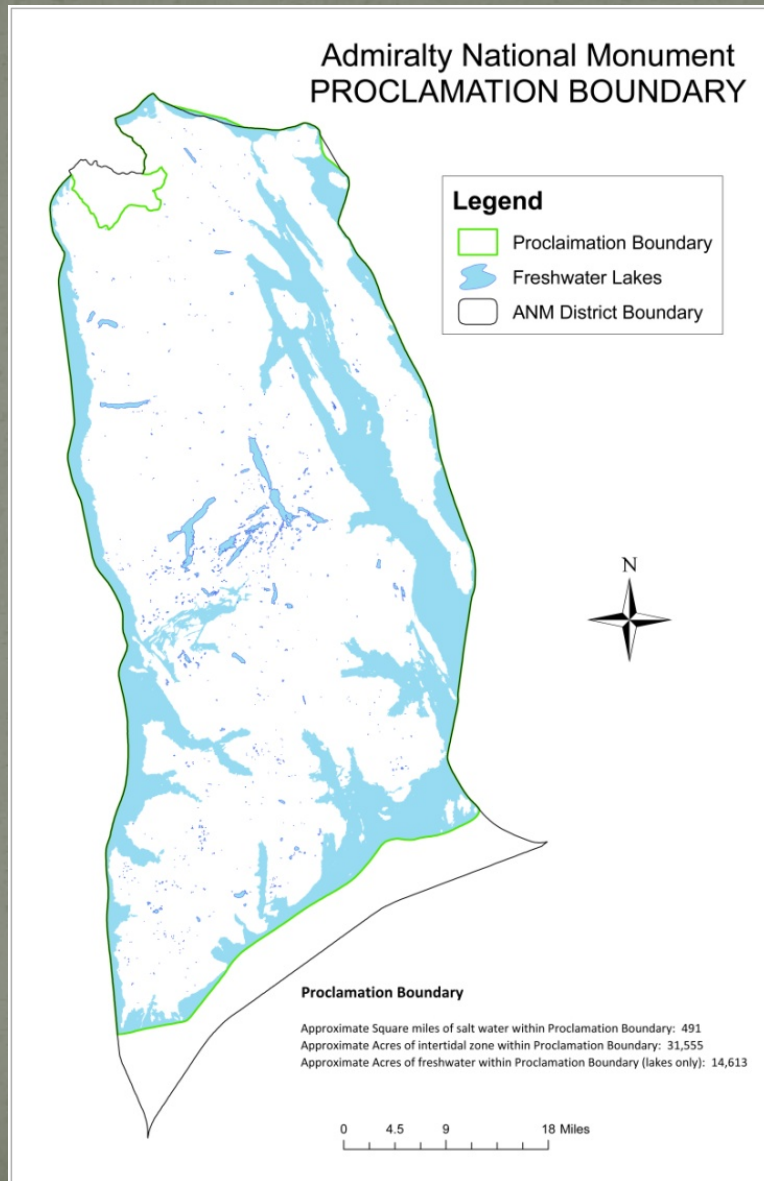 Admiralty National Monument
PROCLAMATION BOUNDARY
Legend
Proclaimation Boundary
Freshwater Lakes
ANM District Boundary
N
Proclamation Boundary
Approximate Square miles of salt water within Proclamation Boundary: 491
Approximate Acres of intertidal zone within Proclamation Boundary: 31,555
Approximate Acres of freshwater within Proclamation Boundary (lakes only): 14,613
0 4.5 9 18 Miles